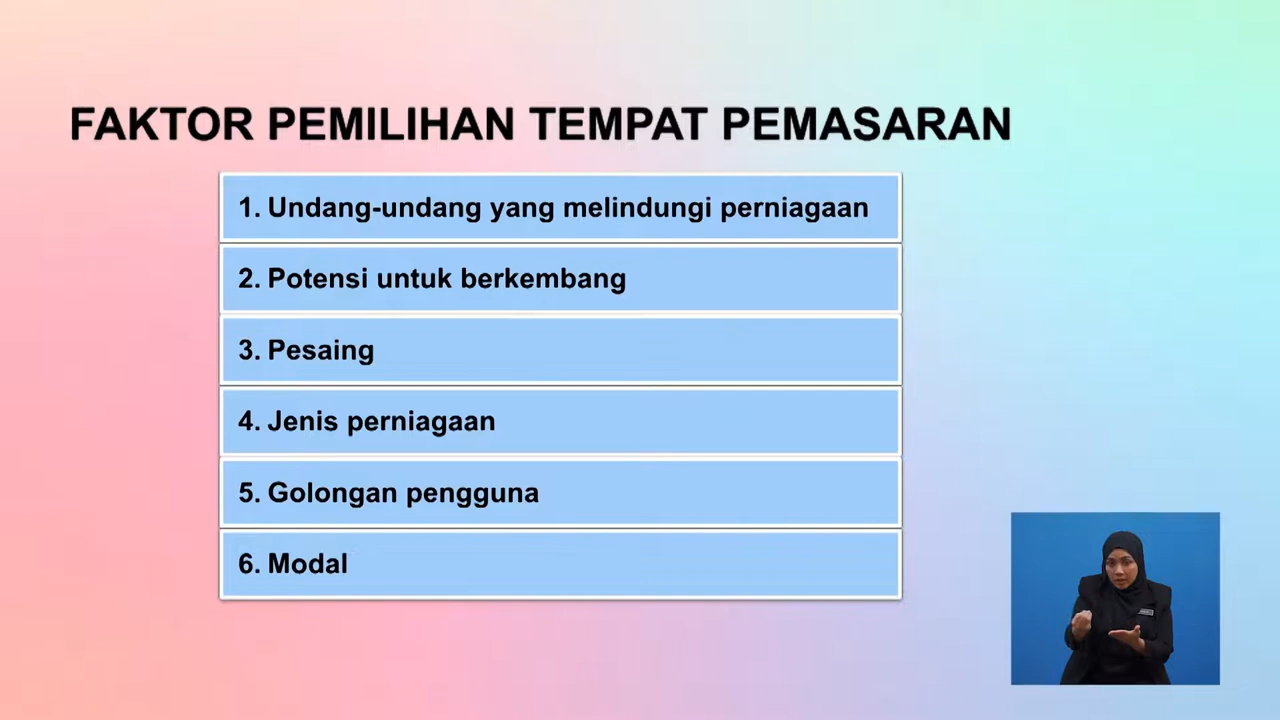 FAKTOR PEMILIHAN TEMPAT PEMASARAN
1. Undang-undang yang melindungi perniagaan
2. Potensi untuk berkembang
3. Pesaing
4. Jenis perniagaan
5. Golongan pengguna
6. Modal